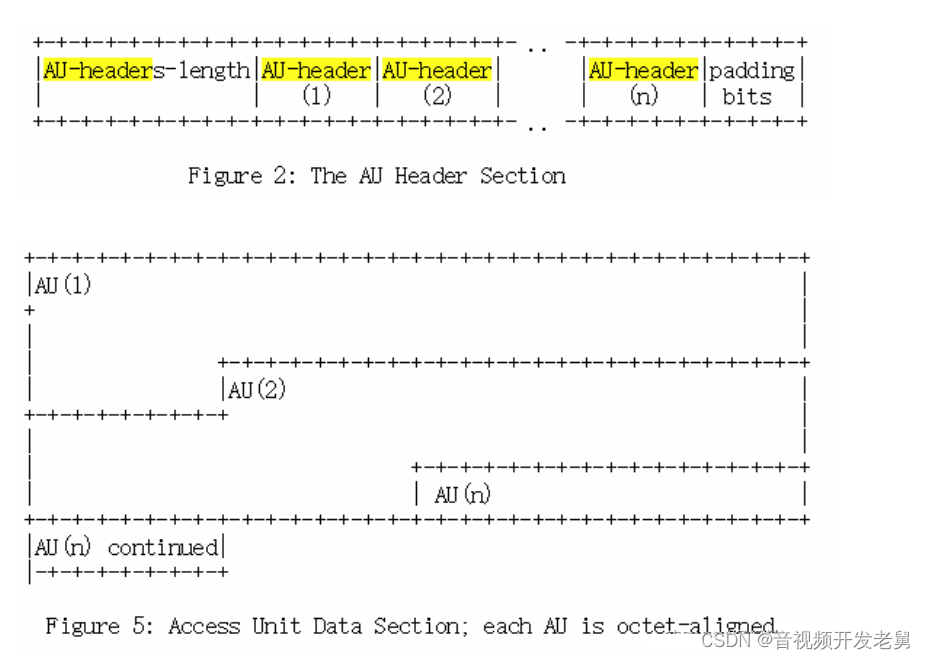 +-+-+-+-+-+-+-+-+-+-+-+-+-+-+-+-+-+-+-+- .. -+-+-+-+-+-+-+-+-+-+
|AU-headers-length|AU-header|AU-header| |AU-header|padding|
| | (1) | (2) | | (n) | bits |
+-+-+-+-+-+-+-+-+-+-+-+-+-+-+-+-+-+-+-+- .. -+-+-+-+-+-+-+-+-+-+
Figure 2: The AU Header Section
+-+-+-+-+-+-+-+-+-+-+-+-+-+-+-+-+-+-+-+-+-+-+-+-+-+-+-+-+-+-+-+-+
|AU(1) |
+ |
| |
| +-+-+-+-+-+-+-+-+-+-+-+-+-+-+-+-+-+-+-+-+-+-+-+-+
| |AU(2) |
+-+-+-+-+-+-+-+-+ |
| |
| +-+-+-+-+-+-+-+-+-+-+-+-+-+-+-+-+
| | AU(n) |
+-+-+-+-+-+-+-+-+-+-+-+-+-+-+-+-+-+-+-+-+-+-+-+-+-+-+-+-+-+-+-+-+
|AU(n) continued|
|-+-+-+-+-+-+-+-+
Figure 5: Access Unit Data Section; each AU is octet-aligned.
CSDN @音视频开发老舅